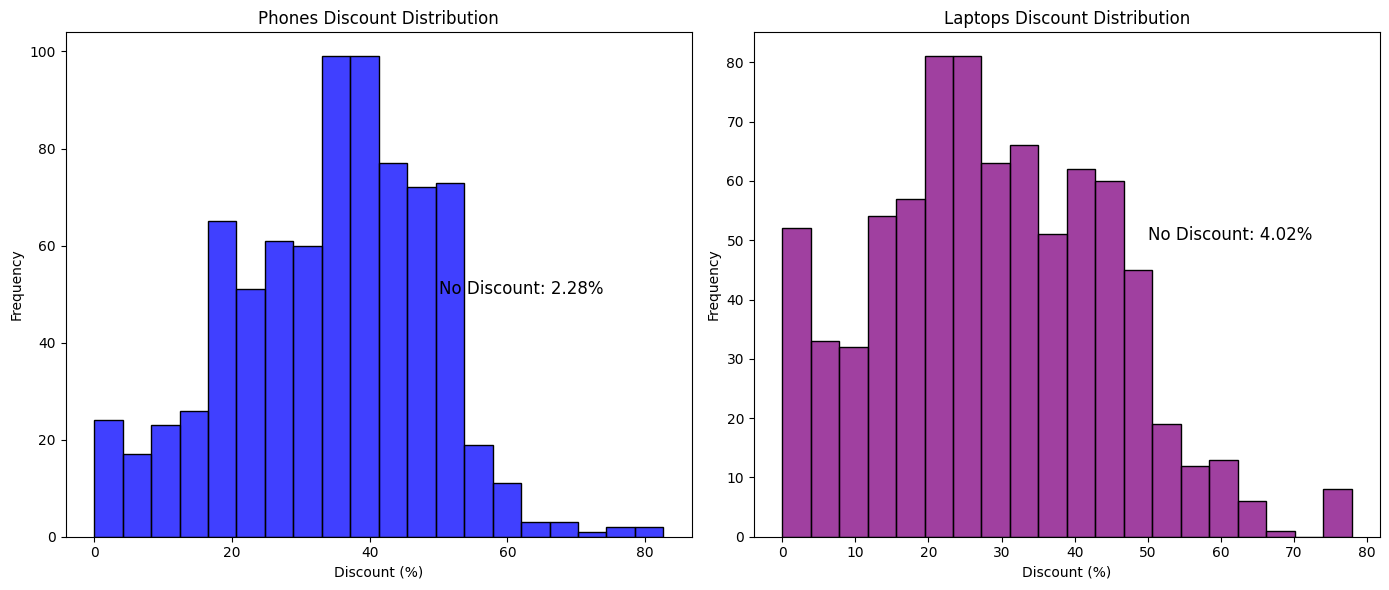 Phones Discount Distribution
100
80
60
40
20
0
Frequency
No Discount: 2.28%
0 20 40 60 80
Discount (%)
Laptops Discount Distribution
80
70
60
50
40
30
20
10
0
Frequency
No Discount: 4.02%
0 10 20 30 40 50 60 70 80
Discount (%)